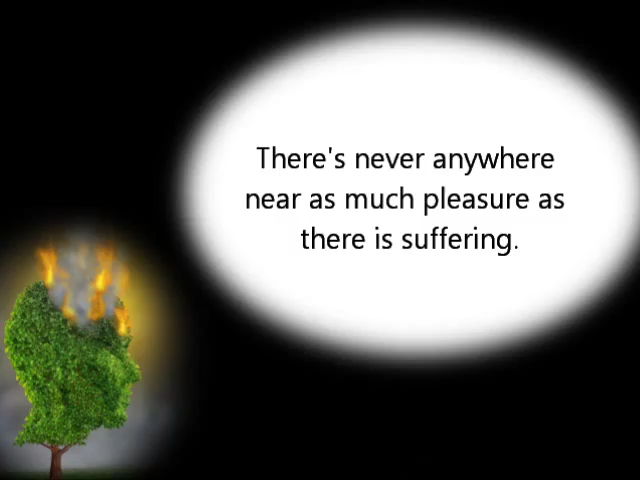 There's never anywhere
near as much pleasure as
there is suffering.